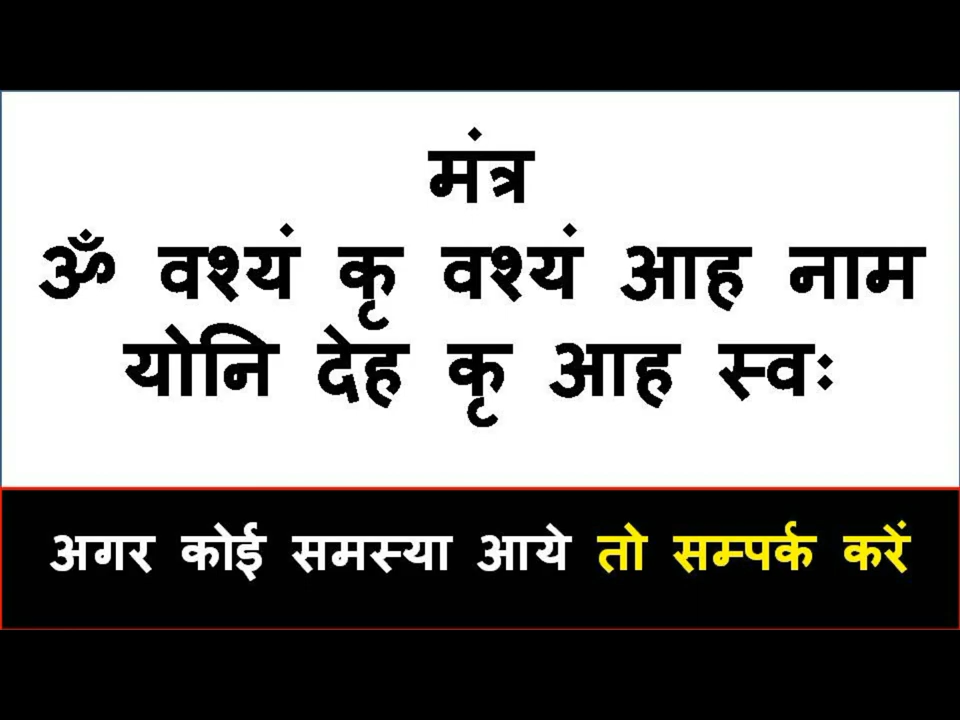 मंत्र
ॐ वश्यं कृ वश्यं आह नाम
योनि देह कृ आह स्वः
अगर कोई समस्या आये तो सम्पर्क करें